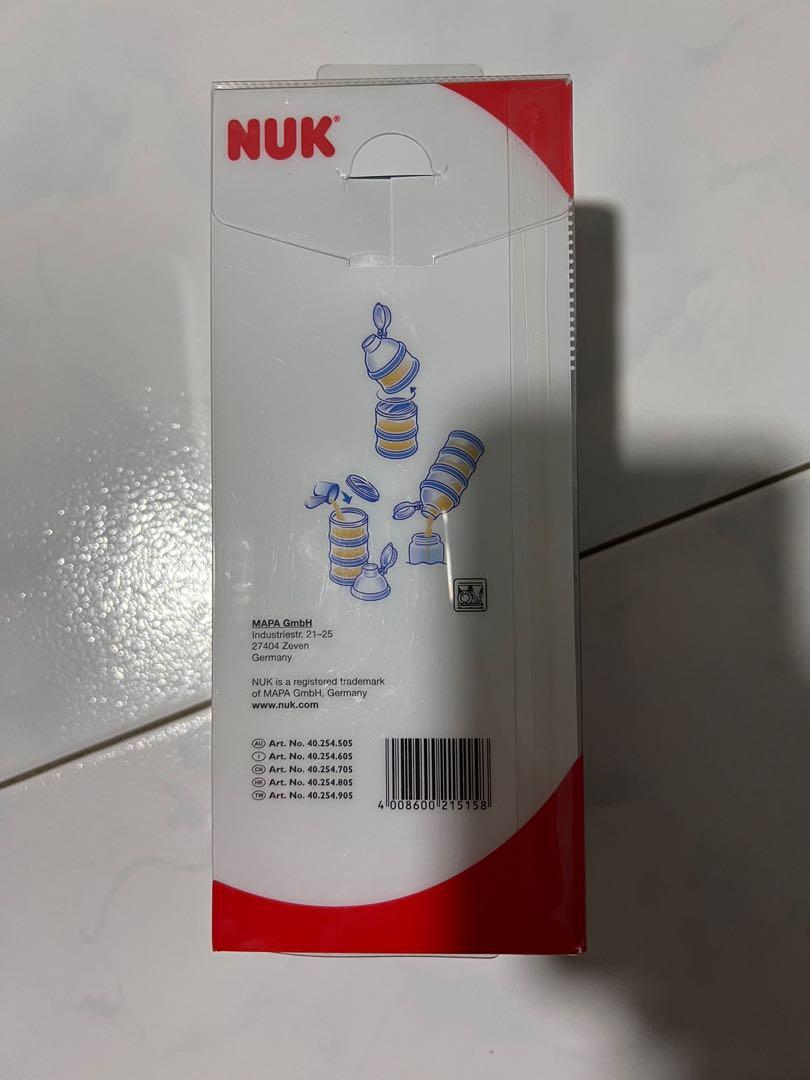 NUK®
MAPA GmbH
Industriestr. 21–25
27404 Zeven
Germany
NUK is a registered trademark
of MAPA GmbH, Germany
www.nuk.com
AU Art. No. 40.254.505
I Art. No. 40.254.605
CN Art. No. 40.254.705
HK Art. No. 40.254.805
TW Art. No. 40.254.905
4 008600 215158